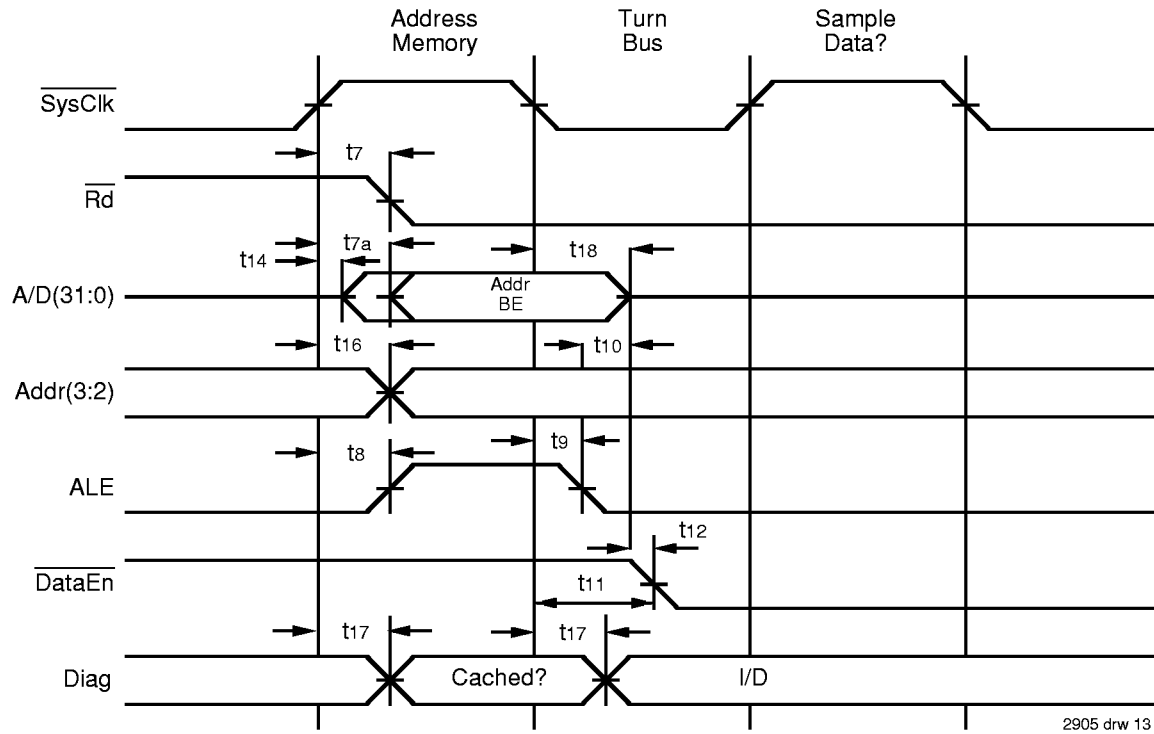 Address
Memory
Turn
Bus
Sample
Data?
SysClk
t7
Rd
t7a
t14
t18
A/D(31:0)
Addr
BE
t16
t10
Addr(3:2)
t9
t8
ALE
t12
DataEn
t11
t17
t17
Diag
Cached?
I/D
2905 drw 13